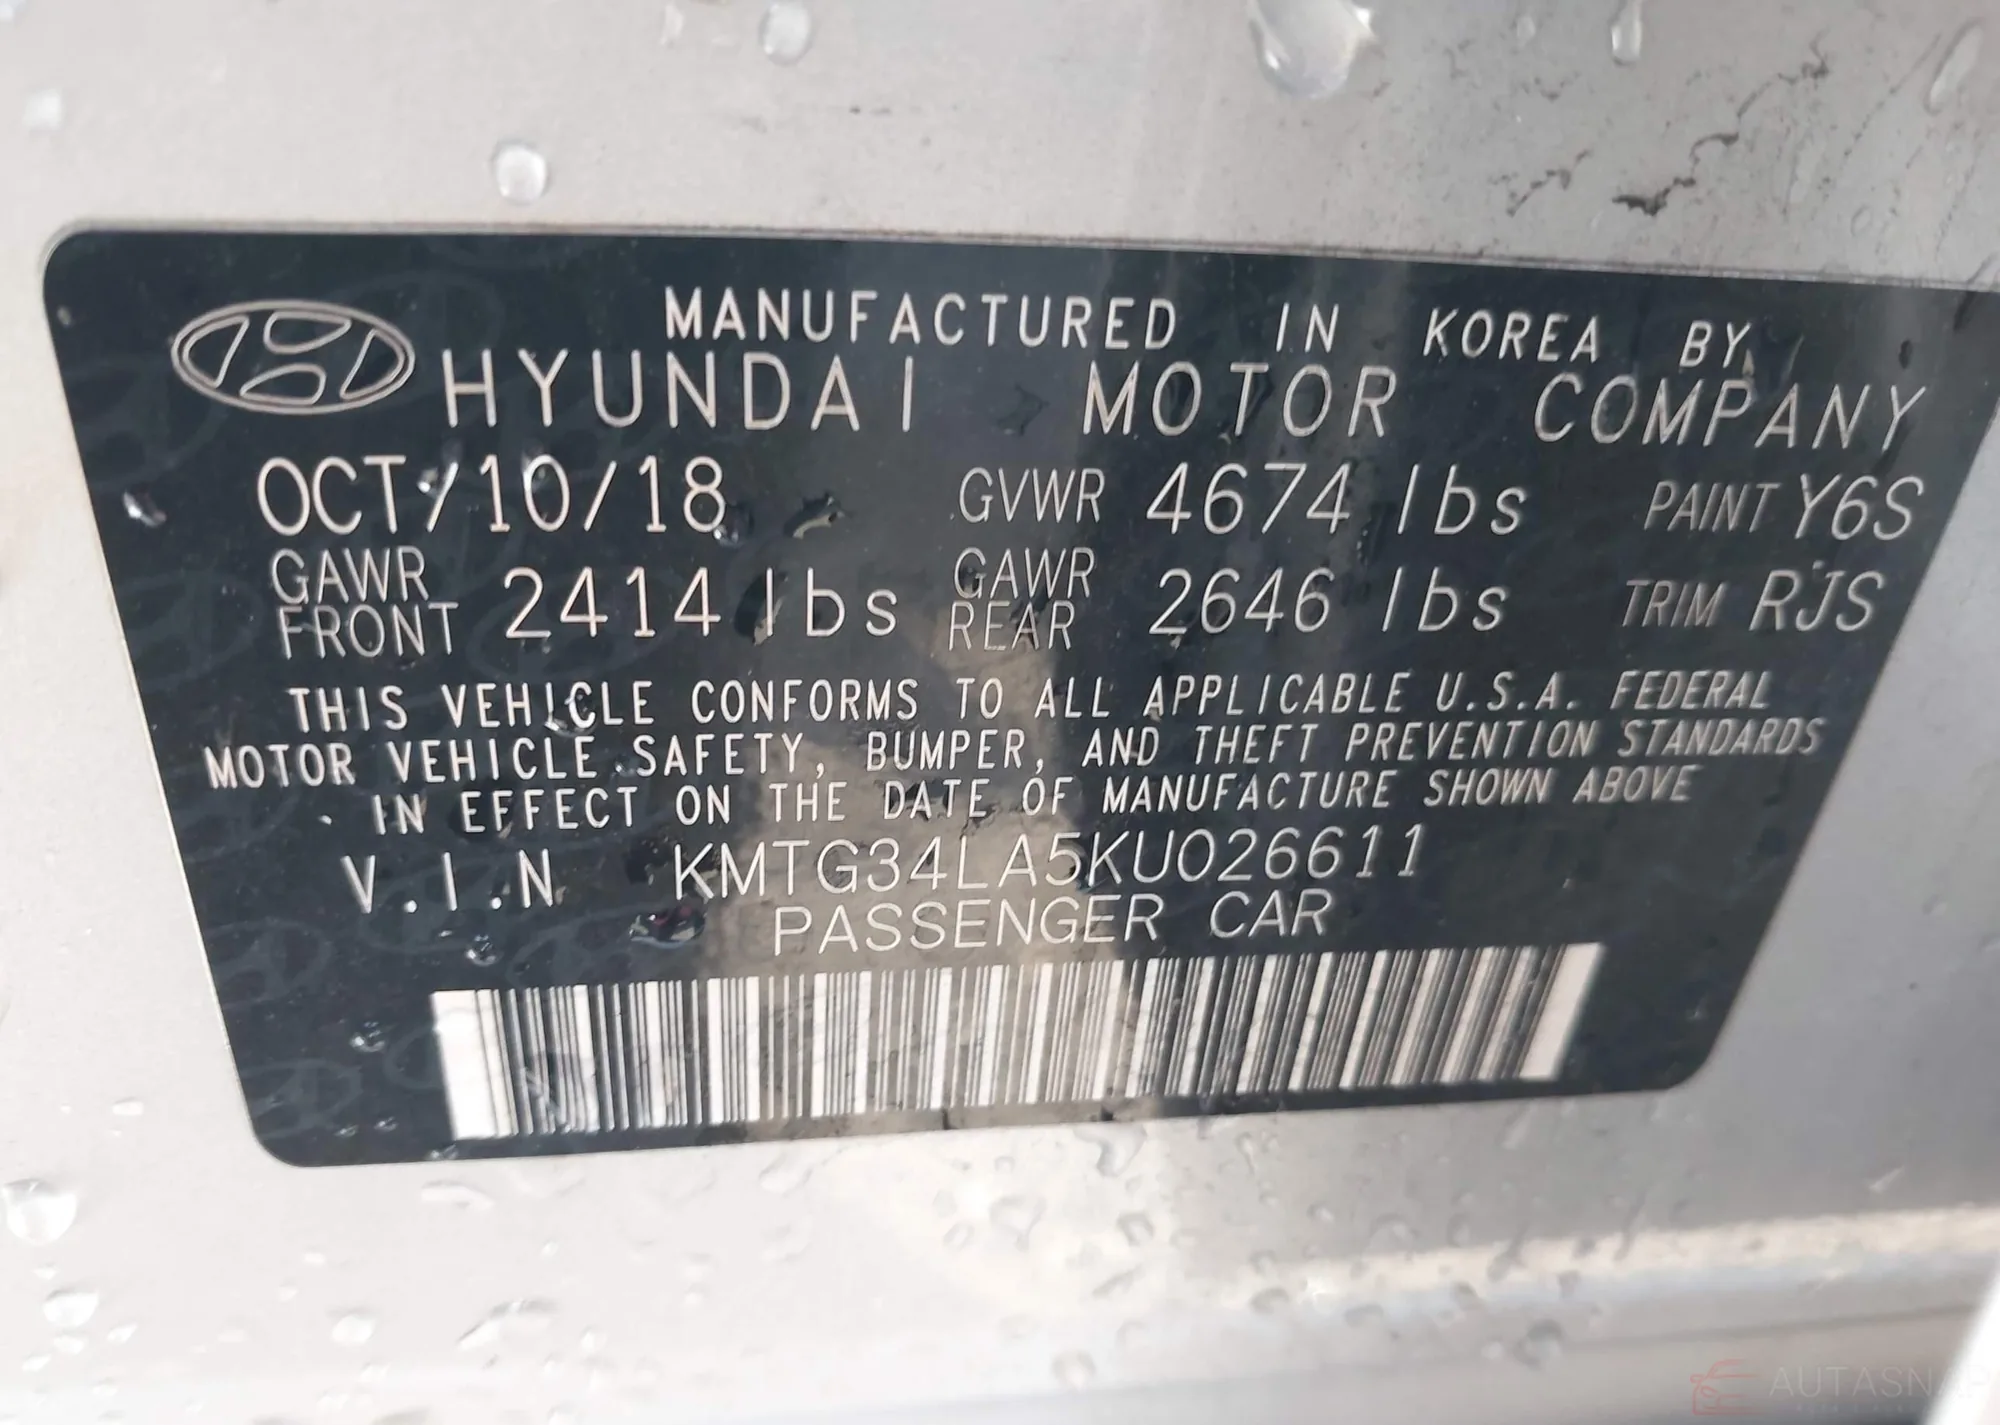 MANUFACTURED IN KOREA BY
HYUNDAI MOTOR COMPANY
OCT/10/18 GVWR 4674 lbs PAINT Y6S
GAWR FRONT 2414 lbs GAWR REAR 2646 lbs TRIM RJS
THIS VEHICLE CONFORMS TO ALL APPLICABLE U.S.A. FEDERAL
MOTOR VEHICLE SAFETY, BUMPER, AND THEFT PREVENTION STANDARDS
IN EFFECT ON THE DATE OF MANUFACTURE SHOWN ABOVE
V.I.N KMTG34LA5KU026611
PASSENGER CAR